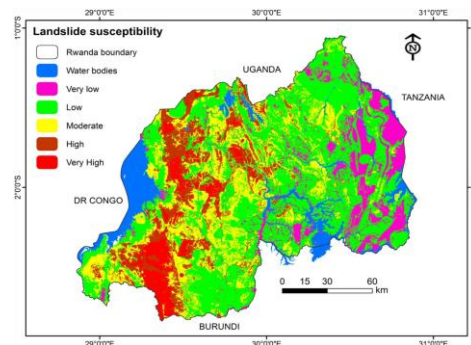 29°0'0"E
30°0'0"E
31°0'0"E
1°0'0"S
2°0'0"S
Landslide susceptibility
Rwanda boundary
Water bodies
Very low
Low
Moderate
High
Very High
N
UGANDA
TANZANIA
DR CONGO
BURUNDI
0 15 30 60
km
29°0'0"E
30°0'0"E
31°0'0"E